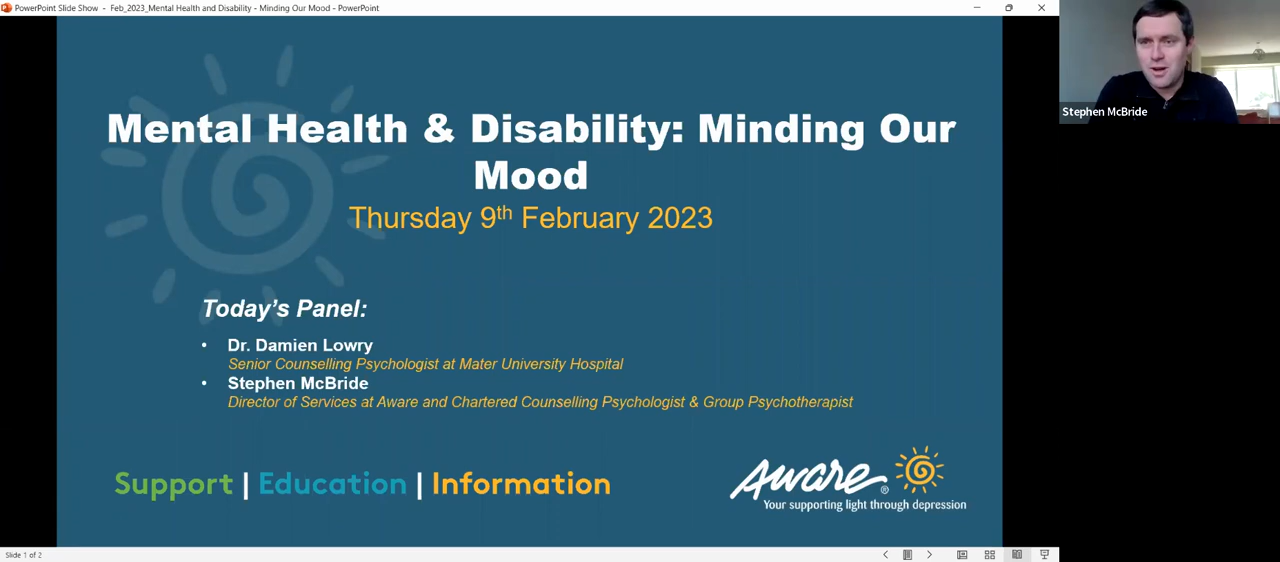 PowerPoint Slide Show - Feb_2023_Mental Health and Disability - Minding Our Mood - PowerPoint
Stephen McBride
Mental Health & Disability: Minding Our
Mood
Thursday 9th February 2023
Today's Panel:
• Dr. Damien Lowry
Senior Counselling Psychologist at Mater University Hospital
• Stephen McBride
Director of Services at Aware and Chartered Counselling Psychologist & Group Psychotherapist
Support | Education | Information
Aware®
Your supporting light through depression
Slide 1 of 2